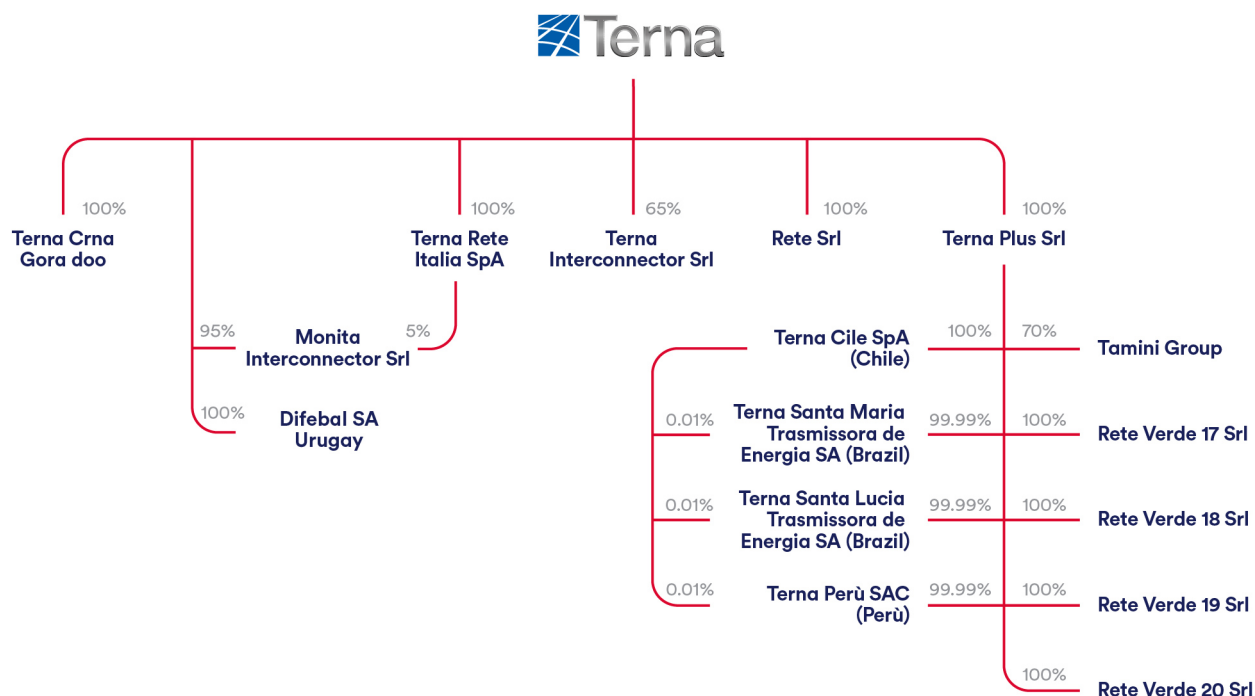 Terna
100%
100%
65%
100%
100%
Terna Crna
Gora doo
Terna Rete
Italia SpA
Terna
Interconnector Srl
Rete Srl
Terna Plus Srl
95%
Monita
Interconnector Srl
5%
Terna Cile SpA
(Chile)
100%
70%
Tamini Group
100%
Difebal SA
Urugay
0.01%
Terna Santa Maria
Trasmissora de
Energia SA (Brazil)
99.99%
100%
Rete Verde 17 Srl
0.01%
Terna Santa Lucia
Trasmissora de
Energia SA (Brazil)
99.99%
100%
Rete Verde 18 Srl
0.01%
Terna Perù SAC
(Perù)
99.99%
100%
Rete Verde 19 Srl
100%
Rete Verde 20 Srl